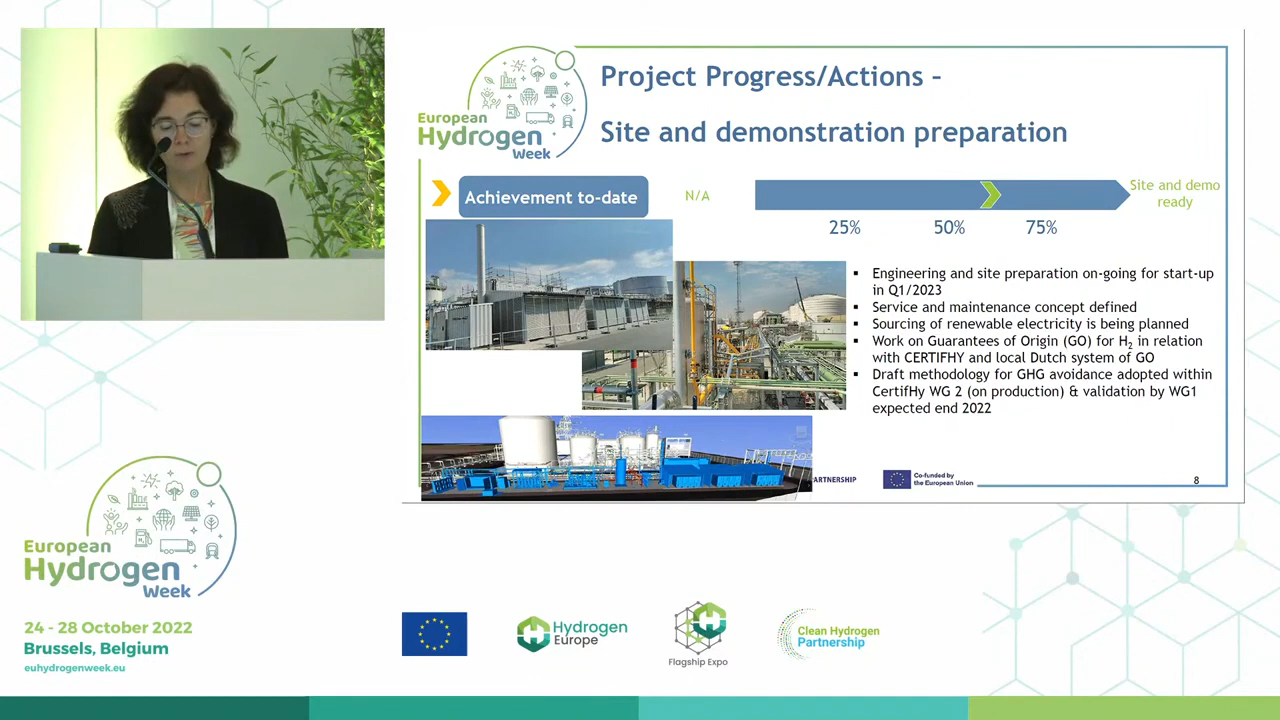 European
Hydrogen
Week
Project Progress/Actions –
Site and demonstration preparation
Achievement to-date
N/A
Site and demo
ready
25%
50%
75%
▪ Engineering and site preparation on-going for start-up
in Q1/2023
▪ Service and maintenance concept defined
▪ Sourcing of renewable electricity is being planned
▪ Work on Guarantees of Origin (GO) for H₂ in relation
with CERTIFHY and local Dutch system of GO
▪ Draft methodology for GHG avoidance adopted within
CertifHy WG 2 (on production) & validation by WG1
expected end 2022
ARTNERSHIP
Co-funded by
the European Union
8
European
Hydrogen
Week
24 - 28 October 2022
Brussels, Belgium
euhydrogenweek.eu
Hydrogen
Europe
Flagship Expo
Clean Hydrogen
Partnership